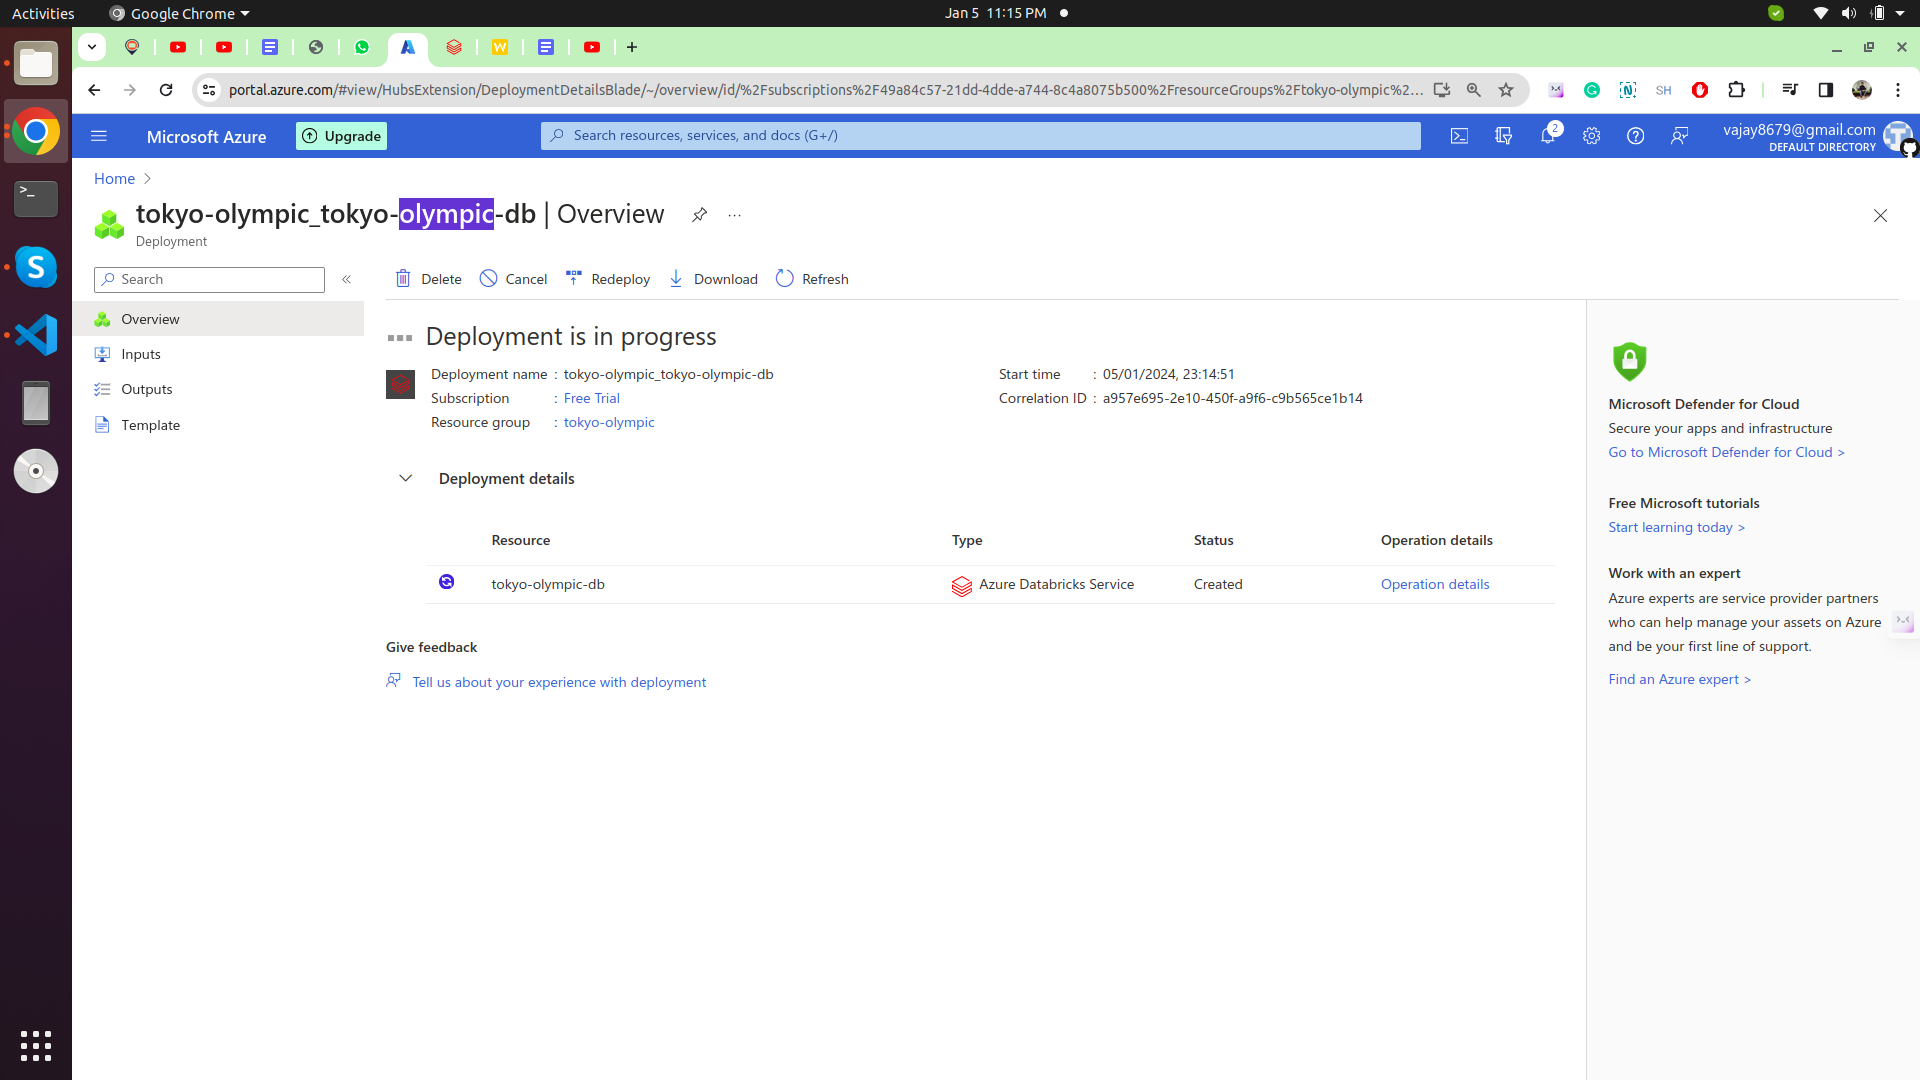 Activities
Google Chrome
Jan 5 11:15 PM
portal.azure.com/#view/HubsExtension/DeploymentDetailsBlade/~/overview/id/%2Fsubscriptions%2F49a84c57-21dd-4dde-a744-8c4a8075b500%2FresourceGroups%2Ftokyo-olympic%2...
SH
Microsoft Azure
Upgrade
Search resources, services, and docs (G+/)
2
vajay8679@gmail.com
DEFAULT DIRECTORY
Home
tokyo-olympic_tokyo-olympic-db | Overview
Deployment
Search
Delete
Cancel
Redeploy
Download
Refresh
Overview
Inputs
Outputs
Template
Deployment is in progress
Deployment name : tokyo-olympic_tokyo-olympic-db
Subscription : Free Trial
Resource group : tokyo-olympic
Start time : 05/01/2024, 23:14:51
Correlation ID : a957e695-2e10-450f-a9f6-c9b565ce1b14
Deployment details
Resource Type Status Operation details
tokyo-olympic-db Azure Databricks Service Created Operation details
Give feedback
Tell us about your experience with deployment
Microsoft Defender for Cloud
Secure your apps and infrastructure
Go to Microsoft Defender for Cloud >
Free Microsoft tutorials
Start learning today >
Work with an expert
Azure experts are service provider partners
who can help manage your assets on Azure
and be your first line of support.
Find an Azure expert >